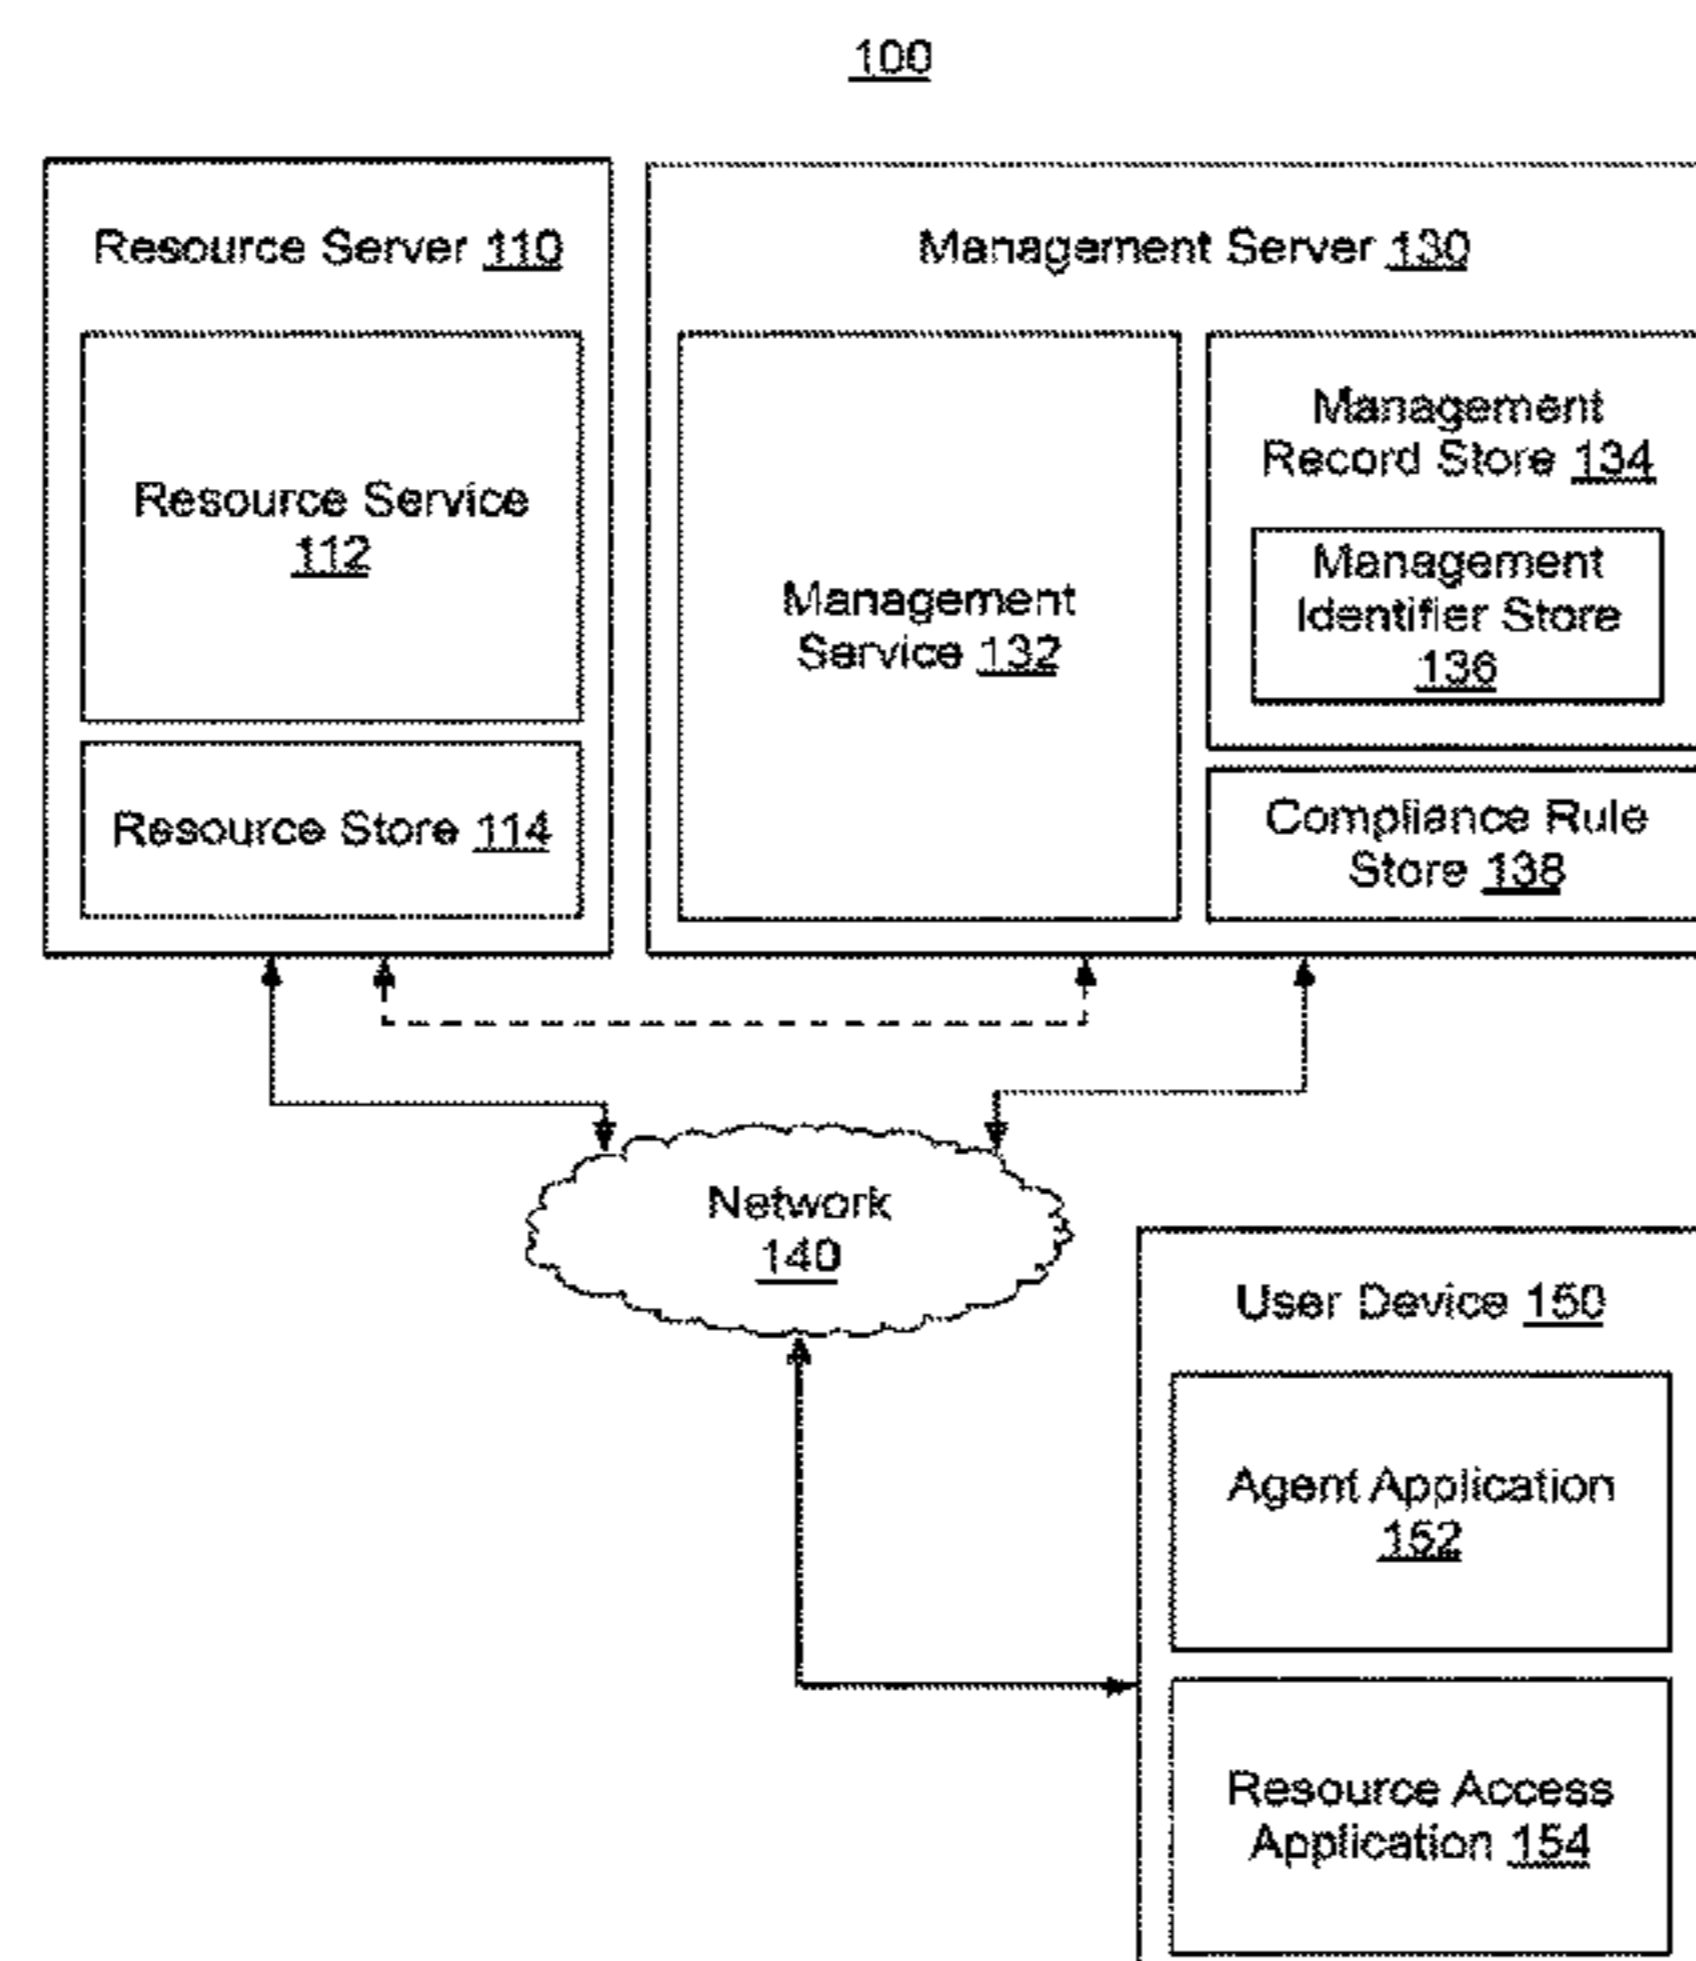 100
Resource Server 110
Resource Service
112
Resource Store 114
Management Server 130
Management
Service 132
Management
Record Store 134
Management
Identifier Store
136
Compliance Rule
Store 138
Network
140
User Device 150
Agent Application
152
Resource Access
Application 154